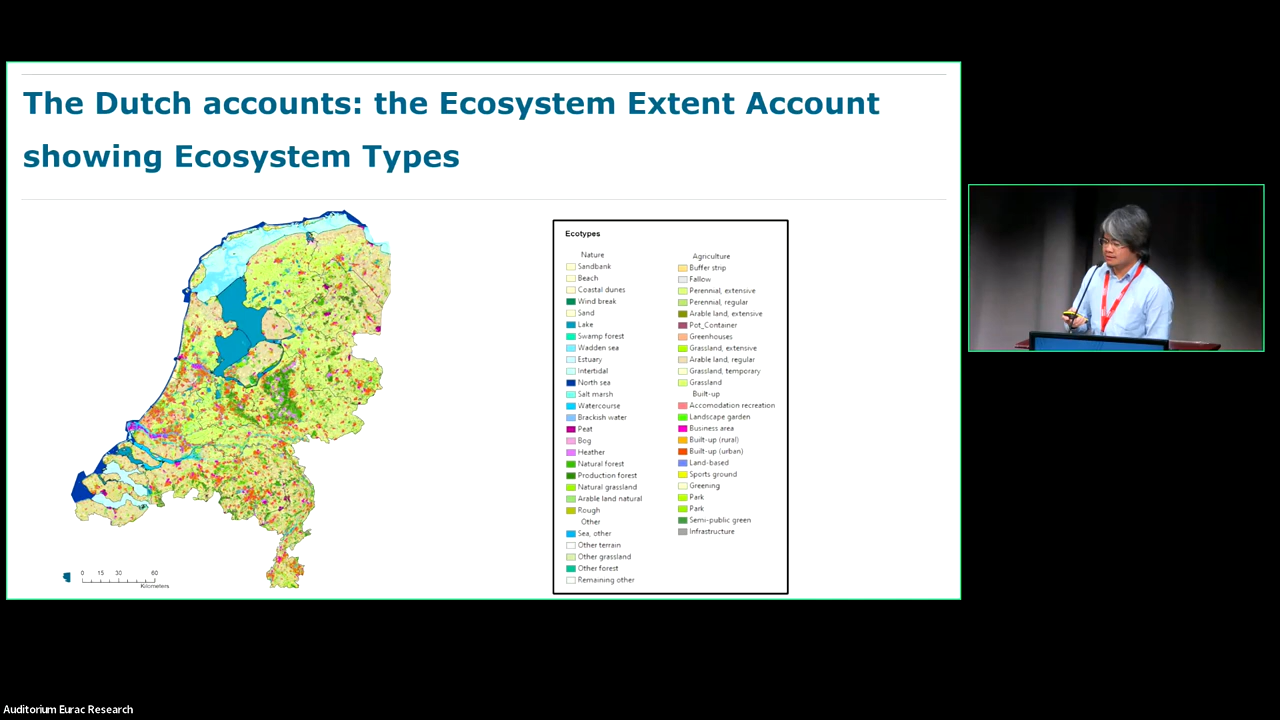 The Dutch accounts: the Ecosystem Extent Account
showing Ecosystem Types
Ecotypes
Nature
Sandbank
Beach
Coastal dunes
Wind break
Sand
Lake
Swamp forest
Wadden sea
Estuary
Intertidal
North sea
Salt marsh
Watercourse
Brackish water
Peat
Bog
Heather
Natural forest
Production forest
Natural grassland
Arable land natural
Rough
Other
Sea, other
Other terrain
Other grassland
Other forest
Remaining other
Agriculture
Buffer strip
Fallow
Perennial, extensive
Perennial, regular
Arable land, extensive
Pot_Container
Greenhouses
Grassland, extensive
Arable land, regular
Grassland, temporary
Grassland
Built-up
Accomodation recreation
Landscape garden
Business area
Built-up (rural)
Built-up (urban)
Land-based
Sports ground
Greening
Park
Park
Semi-public green
Infrastructure
0 15 30 60
Kilometers
Auditorium Eurac Research